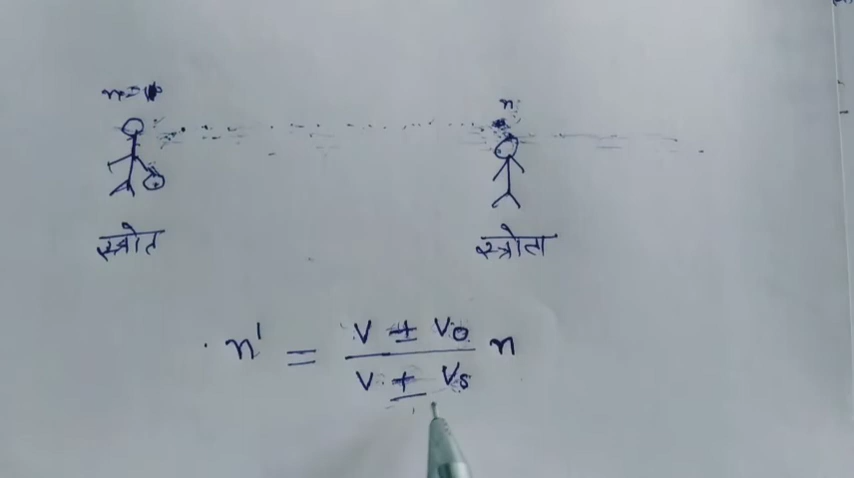 n
स्त्रोत स्त्रोता
n' = (V ± Vo) / (V ± Vs) n